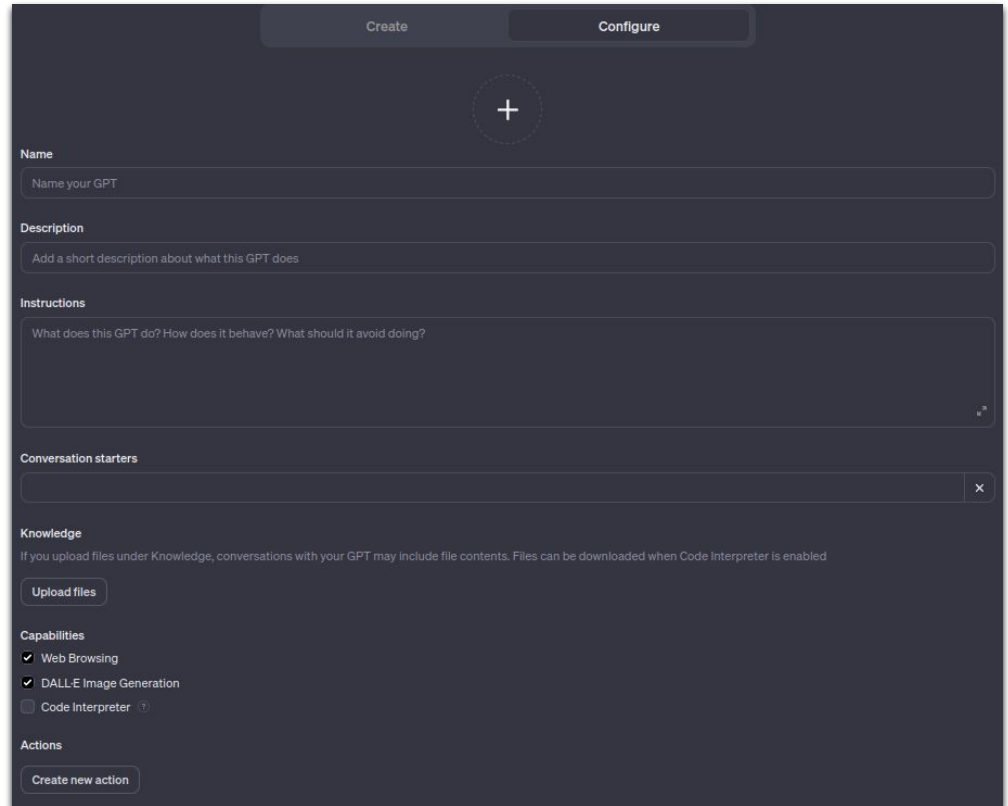 Create
Configure
Name
Name your GPT
Description
Add a short description about what this GPT does
Instructions
What does this GPT do? How does it behave? What should it avoid doing?
Conversation starters
Knowledge
If you upload files under Knowledge, conversations with your GPT may include file contents. Files can be downloaded when Code Interpreter is enabled
Upload files
Capabilities
Web Browsing
DALL·E Image Generation
Code Interpreter ?
Actions
Create new action